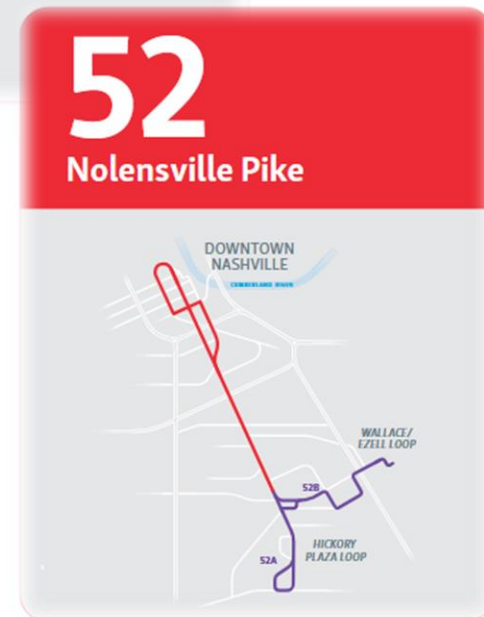 52
Nolensville Pike
DOWNTOWN
NASHVILLE
CUMBERLAND RIVER
WALLACE/
EZELL LOOP
52B
HICKORY
PLAZA LOOP
52A